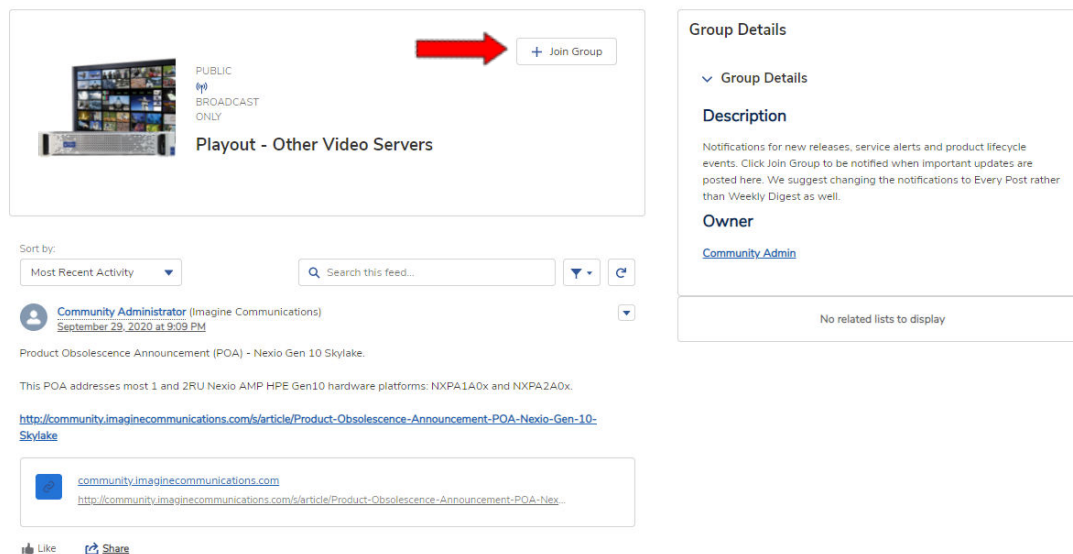 + Join Group
PUBLIC
BROADCAST
ONLY
Playout - Other Video Servers
Sort by:
Most Recent Activity
Search this feed...
Community Administrator (Imagine Communications)
September 29, 2020 at 9:09 PM
Product Obsolescence Announcement (POA) - Nexio Gen 10 Skylake.
This POA addresses most 1 and 2RU Nexio AMP HPE Gen10 hardware platforms: NXPA1A0x and NXPA2A0x.
http://community.imaginecommunications.com/s/article/Product-Obsolescence-Announcement-POA-Nexio-Gen-10-
Skylake
community.imaginecommunications.com
http://community.imaginecommunications.com/s/article/Product-Obsolescence-Announcement-POA-Nex...
Like Share
Group Details
Group Details
Description
Notifications for new releases, service alerts and product lifecycle
events. Click Join Group to be notified when important updates are
posted here. We suggest changing the notifications to Every Post rather
than Weekly Digest as well.
Owner
Community Admin
No related lists to display